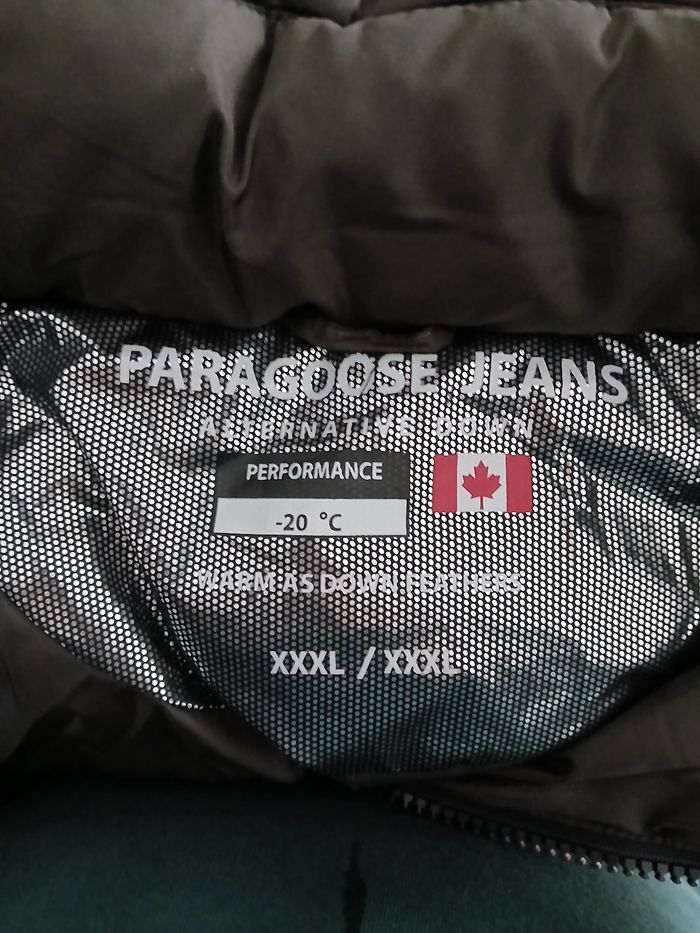 PARAGOOSE JEANS
ALTERNATIVE DOWN
PERFORMANCE
-20 °C
WARM AS DOWN FEATHERS
XXXL / XXXL